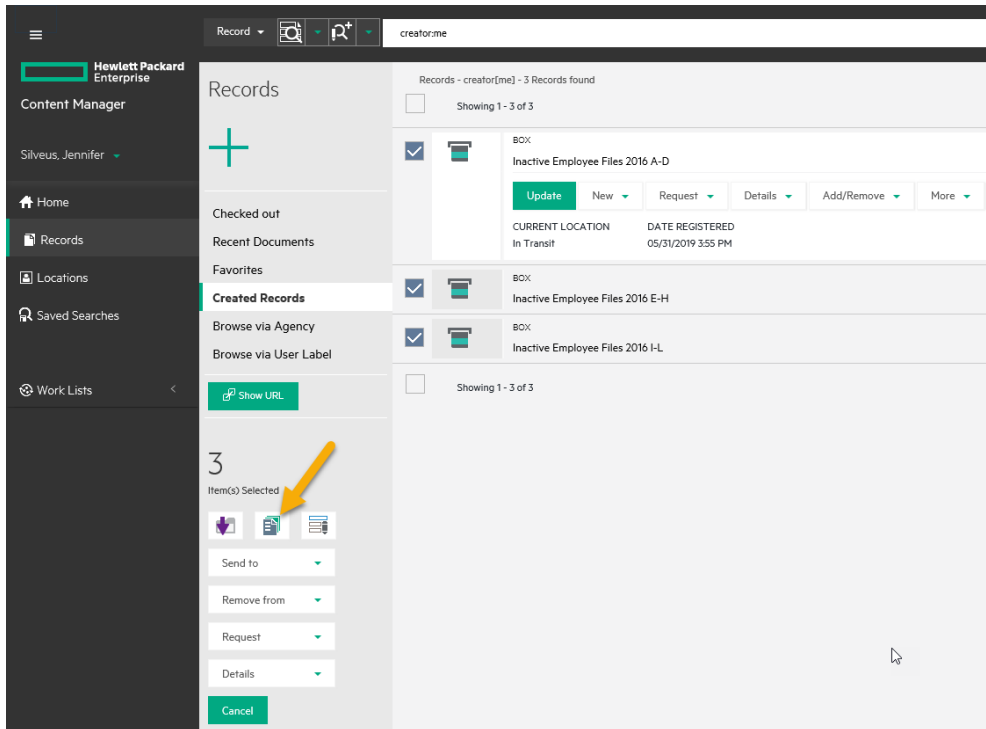 Record
creator:me
Hewlett Packard
Enterprise
Content Manager
Silveus, Jennifer
Home
Records
Locations
Saved Searches
Work Lists
Records
Checked out
Recent Documents
Favorites
Created Records
Browse via Agency
Browse via User Label
Show URL
3
Item(s) Selected
Send to
Remove from
Request
Details
Cancel
Records - creator[me] - 3 Records found
Showing 1 - 3 of 3
BOX
Inactive Employee Files 2016 A-D
Update New Request Details Add/Remove More
CURRENT LOCATION DATE REGISTERED
In Transit 05/31/2019 3:55 PM
BOX
Inactive Employee Files 2016 E-H
BOX
Inactive Employee Files 2016 I-L
Showing 1 - 3 of 3